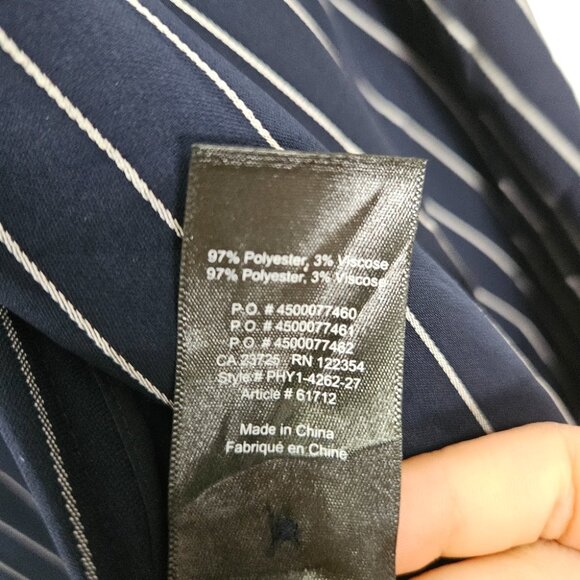 97% Polyester, 3% Viscose
97% Polyester, 3% Viscose
P.O. # 4500077460
P.O. # 4500077461
P.O. # 4500077462
CA 23725 RN 122354
Style # PHY1-4262-27
Article # 61712
Made in China
Fabriqué en Chine